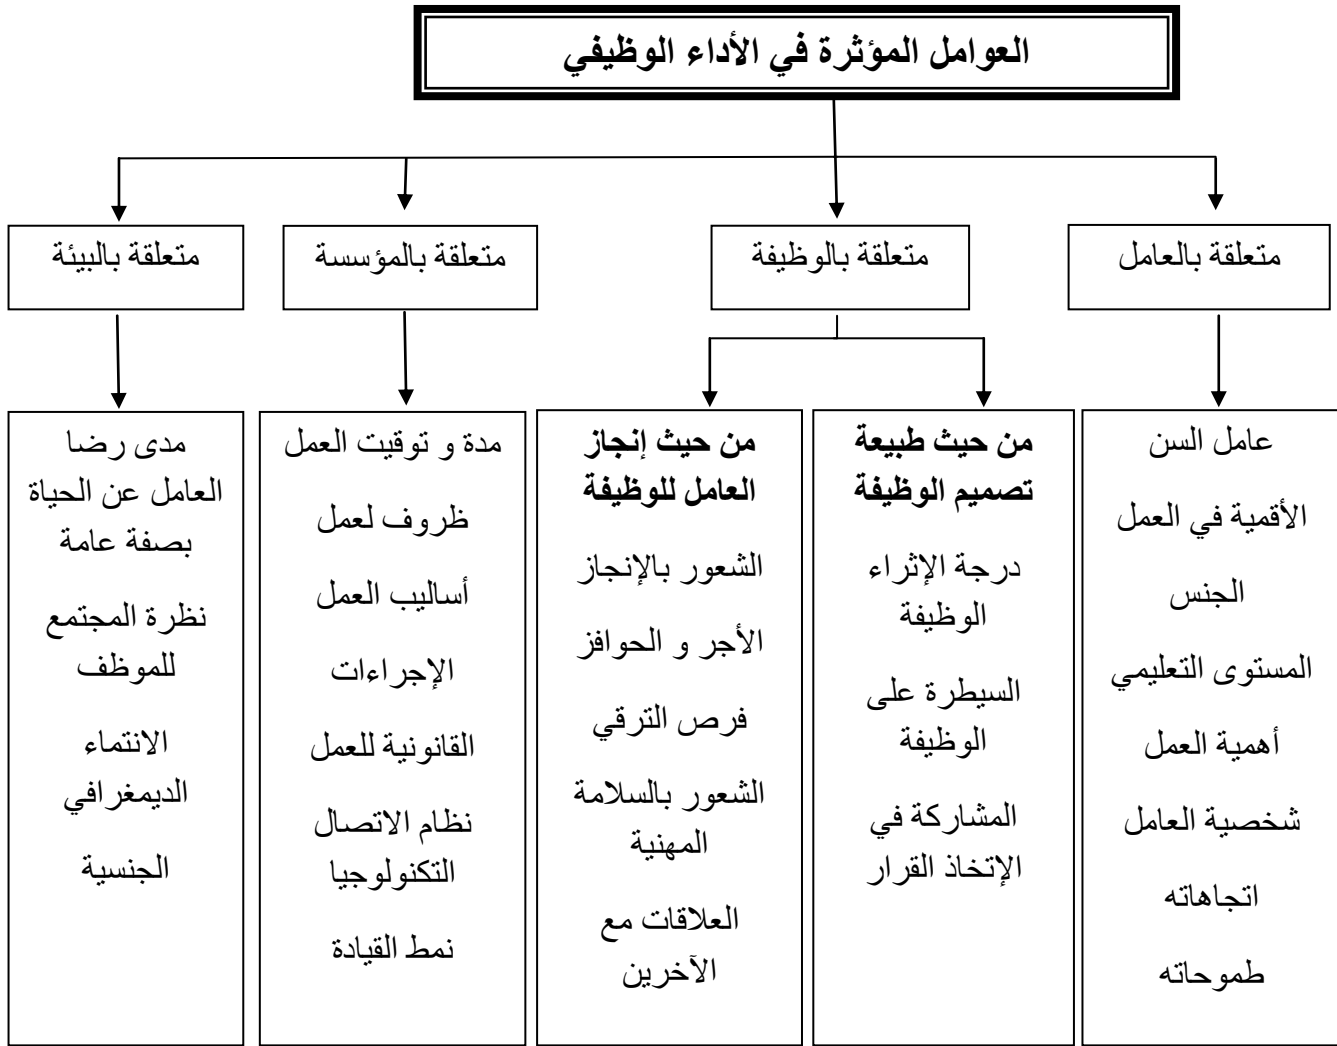 العوامل المؤثرة في الأداء الوظيفي
متعلقة بالعامل
متعلقة بالوظيفة
متعلقة بالمؤسسة
متعلقة بالبيئة
عامل السن
الأقمية في العمل
الجنس
المستوى التعليمي
أهمية العمل
شخصية العامل
اتجاهاته
طموحاته
من حيث طبيعة
تصميم الوظيفة
درجة الإثراء
الوظيفة
السيطرة على
الوظيفة
المشاركة في
الإتخاذ القرار
من حيث إنجاز
العامل للوظيفة
الشعور بالإنجاز
الأجر و الحوافز
فرص الترقي
الشعور بالسلامة
المهنية
العلاقات مع
الآخرين
مدة و توقيت العمل
ظروف لعمل
أساليب العمل
الإجراءات
القانونية للعمل
نظام الاتصال
التكنولوجيا
نمط القيادة
مدى رضا
العامل عن الحياة
بصفة عامة
نظرة المجتمع
للموظف
الانتماء
الديمغرافي
الجنسية